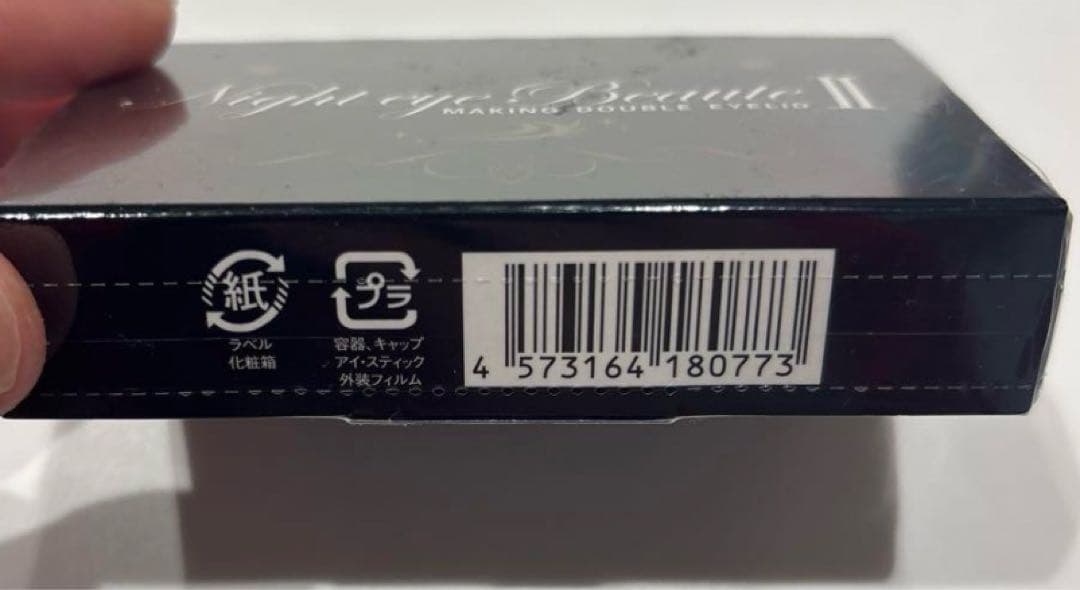 Night eye Beaute II
MAKING DOUBLE EYELID
紙
ラベル
化粧箱
プラ
容器、キャップ
アイ・スティック
外装フィルム
4 573164 180773